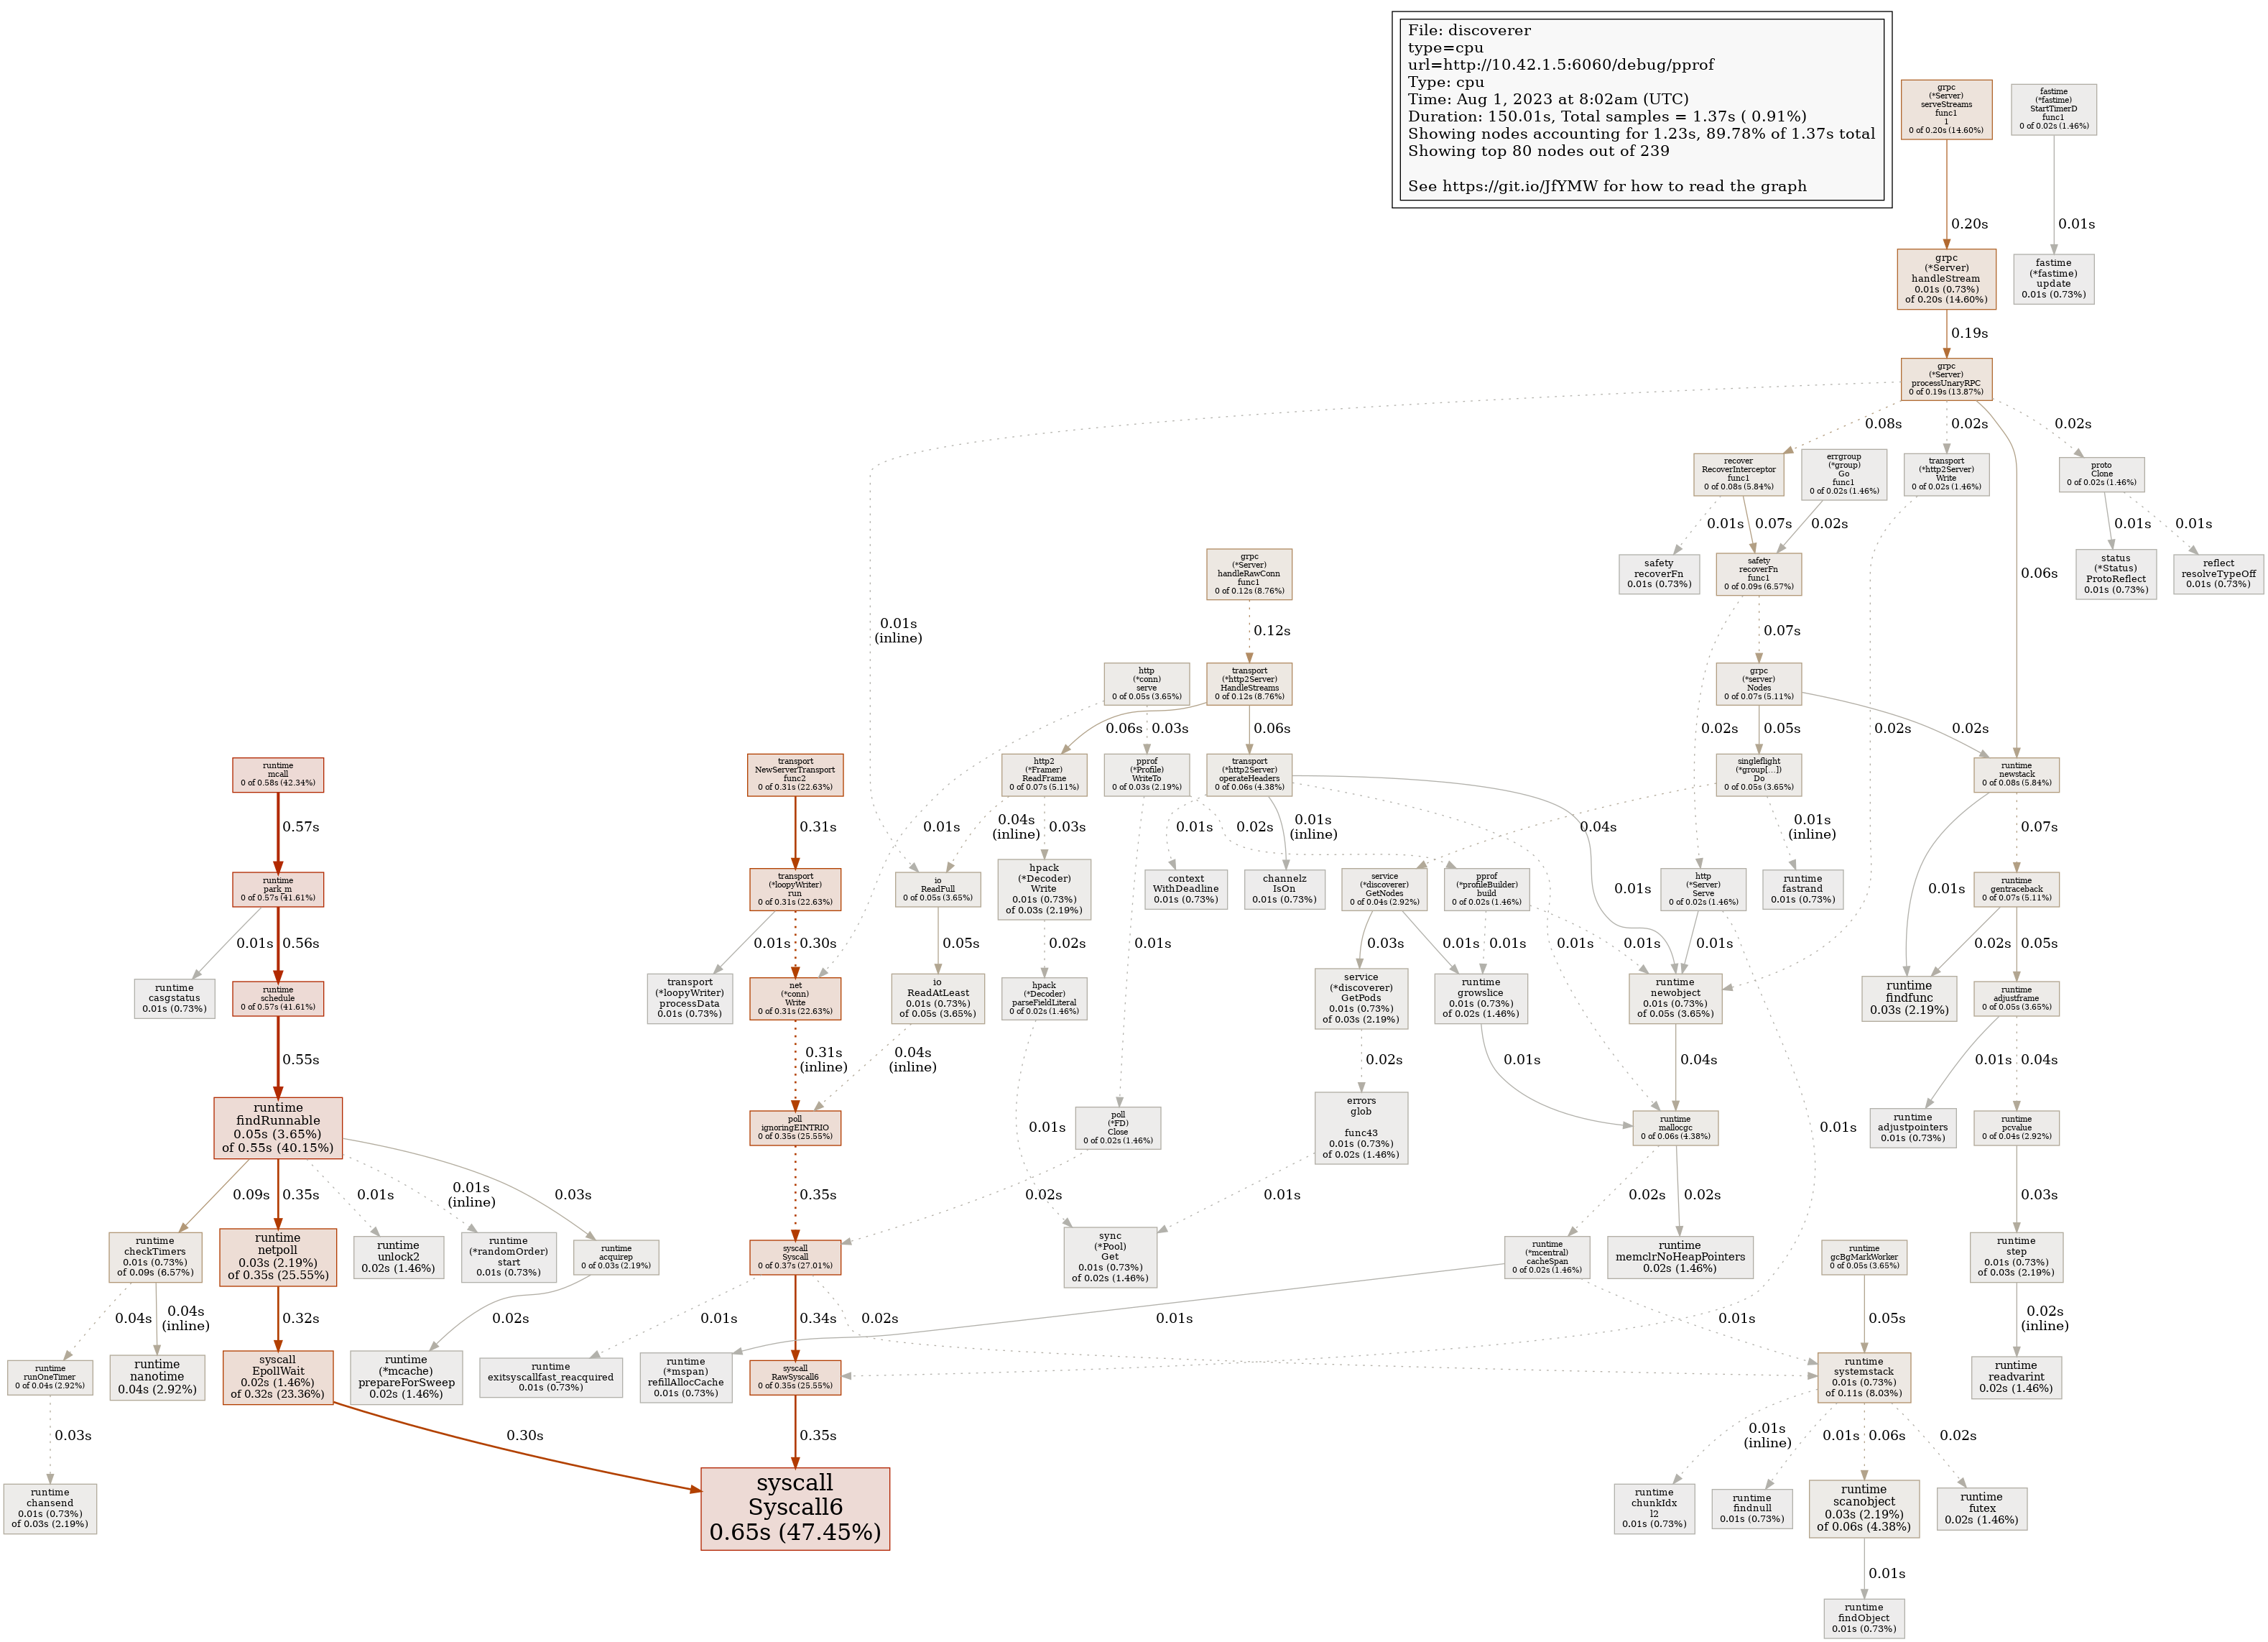 File: discoverer
type=cpu
url=http://10.42.1.5:6060/debug/pprof
Type: cpu
Time: Aug 1, 2023 at 8:02am (UTC)
Duration: 150.01s, Total samples = 1.37s ( 0.91%)
Showing nodes accounting for 1.23s, 89.78% of 1.37s total
Showing top 80 nodes out of 239
See https://git.io/JfYMW for how to read the graph
grpc
(*Server)
serveStreams
func1
1
0 of 0.20s (14.60%)
fastime
(*fastime)
StartTimerD
func1
0 of 0.02s (1.46%)
0.20s
0.01s
grpc
(*Server)
handleStream
0.01s (0.73%)
of 0.20s (14.60%)
fastime
(*fastime)
update
0.01s (0.73%)
0.19s
grpc
(*Server)
processUnaryRPC
0 of 0.19s (13.87%)
0.08s
0.02s
0.02s
recover
RecoverInterceptor
func1
0 of 0.08s (5.84%)
errgroup
(*group)
Go
func1
0 of 0.02s (1.46%)
transport
(*http2Server)
Write
0 of 0.02s (1.46%)
proto
Clone
0 of 0.02s (1.46%)
0.01s
0.07s
0.02s
0.01s
0.01s
grpc
(*Server)
handleRawConn
func1
0 of 0.12s (8.76%)
safety
recoverFn
0.01s (0.73%)
safety
recoverFn
func1
0 of 0.09s (6.57%)
0.06s
status
(*Status)
ProtoReflect
0.01s (0.73%)
reflect
resolveTypeOff
0.01s (0.73%)
0.01s
(inline)
0.12s
0.07s
http
(*conn)
serve
0 of 0.05s (3.65%)
transport
(*http2Server)
HandleStreams
0 of 0.12s (8.76%)
grpc
(*server)
Nodes
0 of 0.07s (5.11%)
0.06s
0.03s
0.06s
0.02s
0.05s
0.02s
0.02s
runtime
mcall
0 of 0.58s (42.34%)
transport
NewServerTransport
func2
0 of 0.31s (22.63%)
http2
(*Framer)
ReadFrame
0 of 0.07s (5.11%)
pprof
(*Profile)
WriteTo
0 of 0.03s (2.19%)
transport
(*http2Server)
operateHeaders
0 of 0.06s (4.38%)
singleflight
(*group[...])
Do
0 of 0.05s (3.65%)
runtime
newstack
0 of 0.08s (5.84%)
0.57s
0.31s
0.01s
0.04s
(inline)
0.03s
0.01s
0.02s
0.01s
(inline)
0.04s
0.01s
(inline)
0.07s
runtime
park_m
0 of 0.57s (41.61%)
transport
(*loopyWriter)
run
0 of 0.31s (22.63%)
io
ReadFull
0 of 0.05s (3.65%)
hpack
(*Decoder)
Write
0.01s (0.73%)
of 0.03s (2.19%)
context
WithDeadline
0.01s (0.73%)
channelz
IsOn
0.01s (0.73%)
service
(*discoverer)
GetNodes
0 of 0.04s (2.92%)
pprof
(*profileBuilder)
build
0 of 0.02s (1.46%)
0.01s
http
(*Server)
Serve
0 of 0.02s (1.46%)
runtime
fastrand
0.01s (0.73%)
0.01s
runtime
gentraceback
0 of 0.07s (5.11%)
0.01s
0.56s
0.01s
0.30s
0.05s
0.02s
0.01s
0.03s
0.01s
0.01s
0.01s
0.01s
0.01s
0.02s
0.05s
runtime
casgstatus
0.01s (0.73%)
runtime
schedule
0 of 0.57s (41.61%)
transport
(*loopyWriter)
processData
0.01s (0.73%)
net
(*conn)
Write
0 of 0.31s (22.63%)
io
ReadAtLeast
0.01s (0.73%)
of 0.05s (3.65%)
hpack
(*Decoder)
parseFieldLiteral
0 of 0.02s (1.46%)
service
(*discoverer)
GetPods
0.01s (0.73%)
of 0.03s (2.19%)
runtime
growslice
0.01s (0.73%)
of 0.02s (1.46%)
runtime
newobject
0.01s (0.73%)
of 0.05s (3.65%)
runtime
findfunc
0.03s (2.19%)
runtime
adjustframe
0 of 0.05s (3.65%)
0.55s
0.31s
(inline)
0.04s
(inline)
0.02s
0.01s
0.04s
0.01s
0.04s
runtime
findRunnable
0.05s (3.65%)
of 0.55s (40.15%)
poll
ignoringEINTRIO
0 of 0.35s (25.55%)
0.01s
poll
(*FD)
Close
0 of 0.02s (1.46%)
errors
glob
func43
0.01s (0.73%)
of 0.02s (1.46%)
runtime
mallocgc
0 of 0.06s (4.38%)
0.01s
runtime
adjustpointers
0.01s (0.73%)
runtime
pcvalue
0 of 0.04s (2.92%)
0.09s
0.35s
0.01s
0.01s
(inline)
0.03s
0.35s
0.02s
0.01s
0.02s
0.02s
0.03s
runtime
checkTimers
0.01s (0.73%)
of 0.09s (6.57%)
runtime
netpoll
0.03s (2.19%)
of 0.35s (25.55%)
runtime
unlock2
0.02s (1.46%)
runtime
(*randomOrder)
start
0.01s (0.73%)
runtime
acquirep
0 of 0.03s (2.19%)
syscall
Syscall
0 of 0.37s (27.01%)
sync
(*Pool)
Get
0.01s (0.73%)
of 0.02s (1.46%)
runtime
(*mcentral)
cacheSpan
0 of 0.02s (1.46%)
runtime
memclrNoHeapPointers
0.02s (1.46%)
runtime
gcBgMarkWorker
0 of 0.05s (3.65%)
runtime
step
0.01s (0.73%)
of 0.03s (2.19%)
0.04s
0.04s
(inline)
0.32s
0.02s
0.01s
0.34s
0.02s
0.01s
0.01s
0.05s
0.02s
(inline)
runtime
runOneTimer
0 of 0.04s (2.92%)
runtime
nanotime
0.04s (2.92%)
syscall
EpollWait
0.02s (1.46%)
of 0.32s (23.36%)
runtime
(*mcache)
prepareForSweep
0.02s (1.46%)
runtime
exitsyscallfast_reacquired
0.01s (0.73%)
runtime
(*mspan)
refillAllocCache
0.01s (0.73%)
syscall
RawSyscall6
0 of 0.35s (25.55%)
runtime
systemstack
0.01s (0.73%)
of 0.11s (8.03%)
runtime
readvarint
0.02s (1.46%)
0.03s
0.30s
0.35s
0.01s
(inline)
0.01s
0.06s
0.02s
runtime
chansend
0.01s (0.73%)
of 0.03s (2.19%)
syscall
Syscall6
0.65s (47.45%)
runtime
chunkIdx
l2
0.01s (0.73%)
runtime
findnull
0.01s (0.73%)
runtime
scanobject
0.03s (2.19%)
of 0.06s (4.38%)
runtime
futex
0.02s (1.46%)
0.01s
runtime
findObject
0.01s (0.73%)